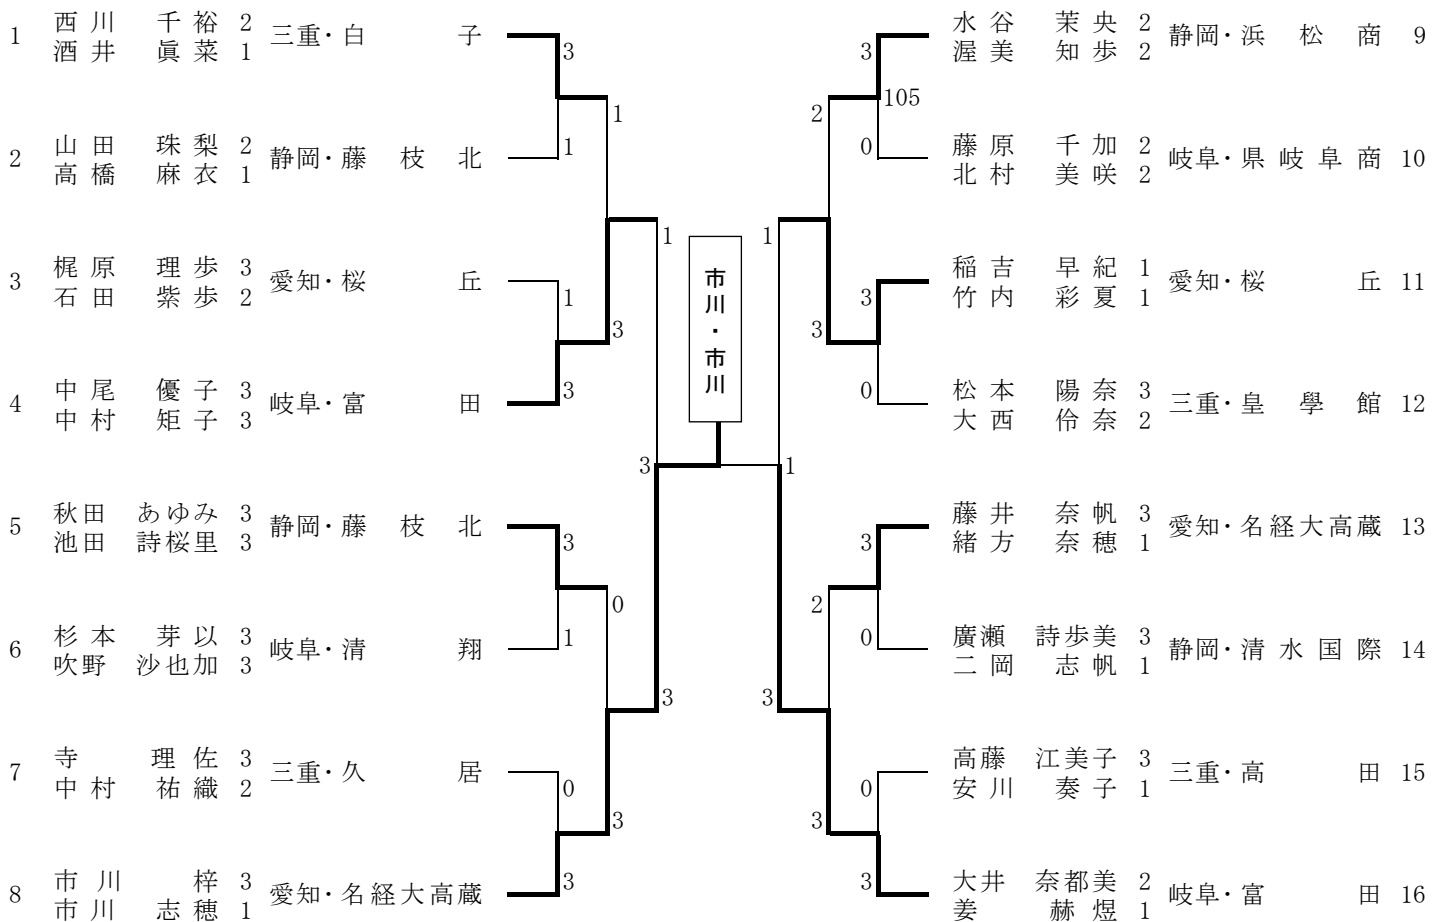 1 西川 千裕 2 三重・白子
酒井 眞菜 1
3
1
2 山田 珠梨 2 静岡・藤枝北
高橋 麻衣 1
1
1
3 梶原 理歩 3 愛知・桜丘
石田 紫歩 2
1
3
4 中尾 優子 3 岐阜・富田
中村 矩子 3
3
3
5 秋田 あゆみ 3 静岡・藤枝北
池田 詩桜里 3
3
0
6 杉本 芽以 3 岐阜・清翔
吹野 沙也加 3
1
3
7 寺 理佐 3 三重・久居
中村 祐織 2
0
3
8 市川 梓 3 愛知・名経大高蔵
市川 志穂 1
3
市川・市川
水谷 茉央 2 静岡・浜松商 9
渥美 知歩 2
3
105
2
藤原 千加 2 岐阜・県岐阜商 10
北村 美咲 2
0
1
稲吉 早紀 1 愛知・桜丘 11
竹内 彩夏 1
3
3
松本 陽奈 3 三重・皇學館 12
大西 伶奈 2
0
1
藤井 奈帆 3 愛知・名経大高蔵 13
緒方 奈穂 1
3
2
廣瀬 詩歩美 3 静岡・清水国際 14
二岡 志帆 1
0
3
高藤 江美子 3 三重・高田 15
安川 奏子 1
0
3
大井 奈都美 2 岐阜・富田 16
姜 赫煜 1
3